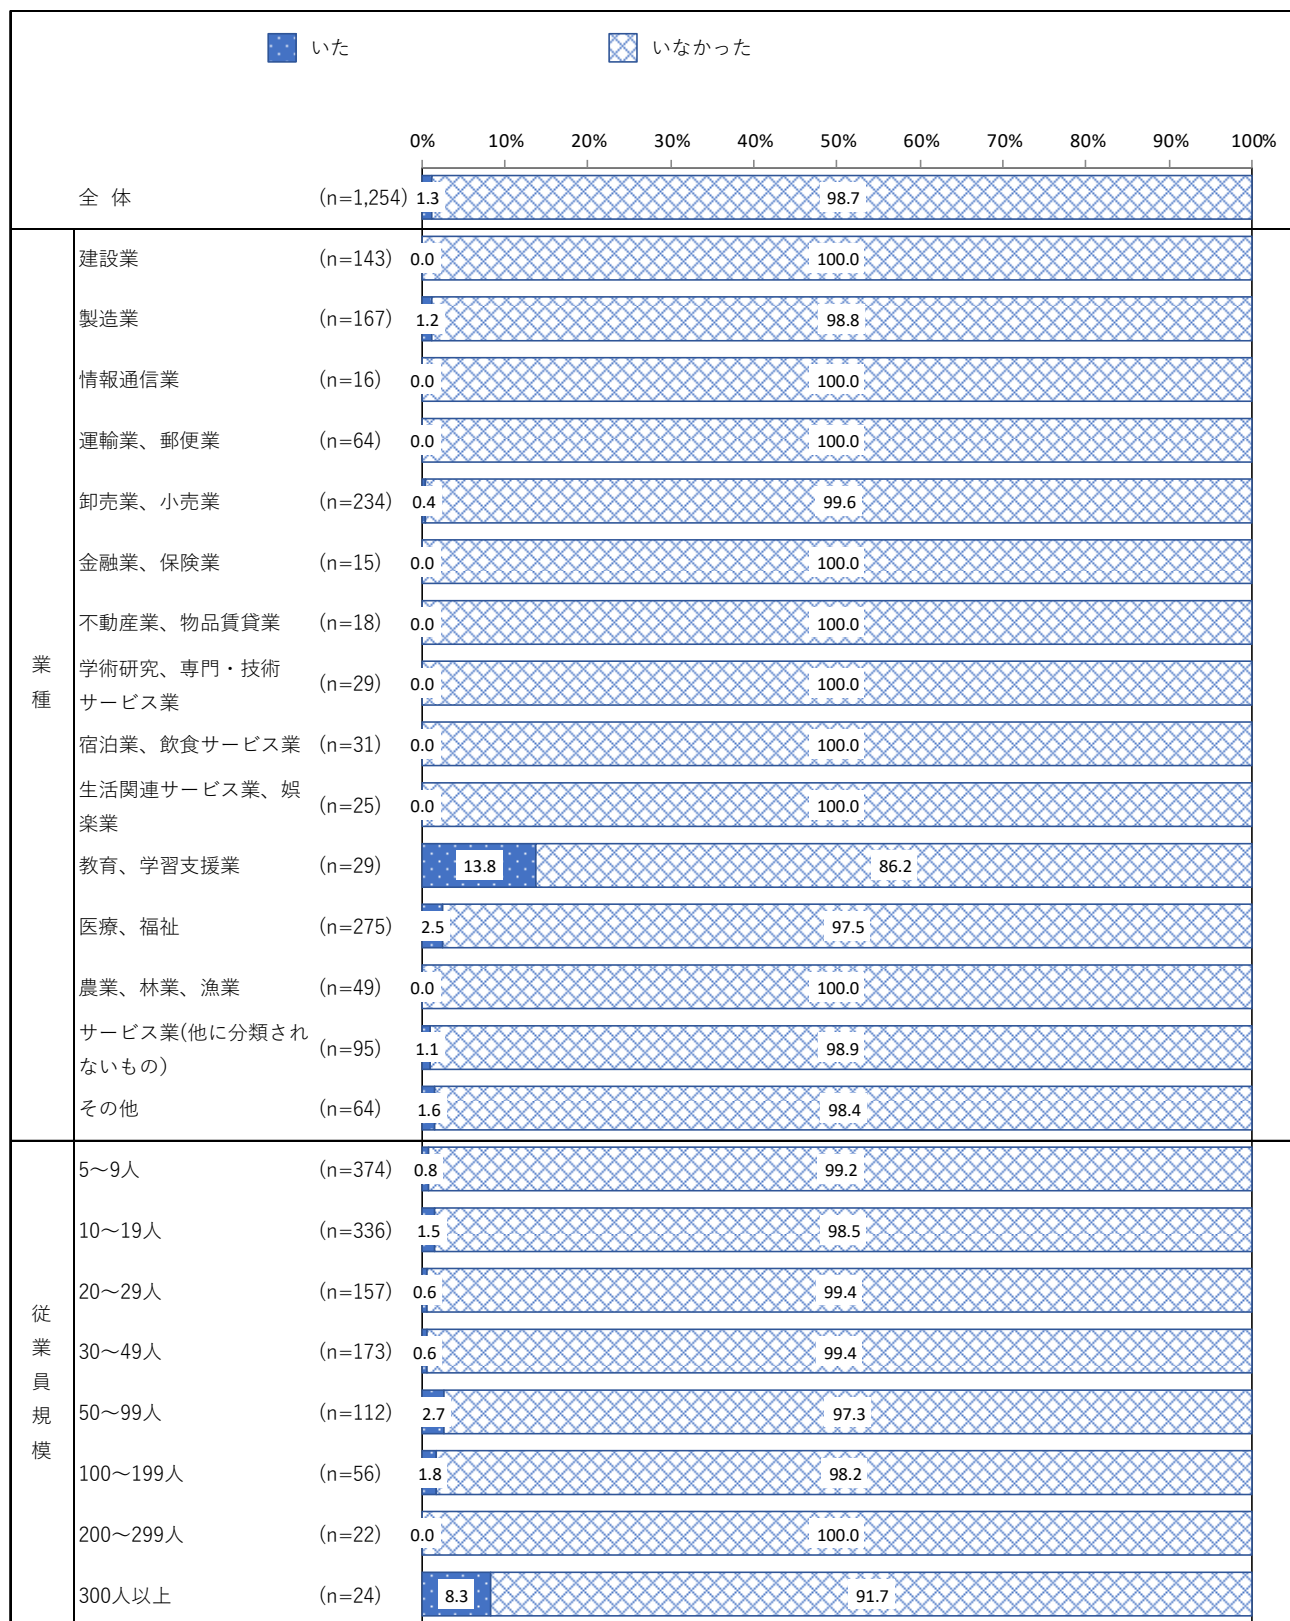 いた いなかった
0% 10% 20% 30% 40% 50% 60% 70% 80% 90% 100%
全 体 (n=1,254) 1.3 98.7
業種
建設業 (n=143) 0.0 100.0
製造業 (n=167) 1.2 98.8
情報通信業 (n=16) 0.0 100.0
運輸業、郵便業 (n=64) 0.0 100.0
卸売業、小売業 (n=234) 0.4 99.6
金融業、保険業 (n=15) 0.0 100.0
不動産業、物品賃貸業 (n=18) 0.0 100.0
学術研究、専門・技術
サービス業 (n=29) 0.0 100.0
宿泊業、飲食サービス業 (n=31) 0.0 100.0
生活関連サービス業、娯
楽業 (n=25) 0.0 100.0
教育、学習支援業 (n=29) 13.8 86.2
医療、福祉 (n=275) 2.5 97.5
農業、林業、漁業 (n=49) 0.0 100.0
サービス業(他に分類され
ないもの) (n=95) 1.1 98.9
その他 (n=64) 1.6 98.4
従業員規模
5～9人 (n=374) 0.8 99.2
10～19人 (n=336) 1.5 98.5
20～29人 (n=157) 0.6 99.4
30～49人 (n=173) 0.6 99.4
50～99人 (n=112) 2.7 97.3
100～199人 (n=56) 1.8 98.2
200～299人 (n=22) 0.0 100.0
300人以上 (n=24) 8.3 91.7